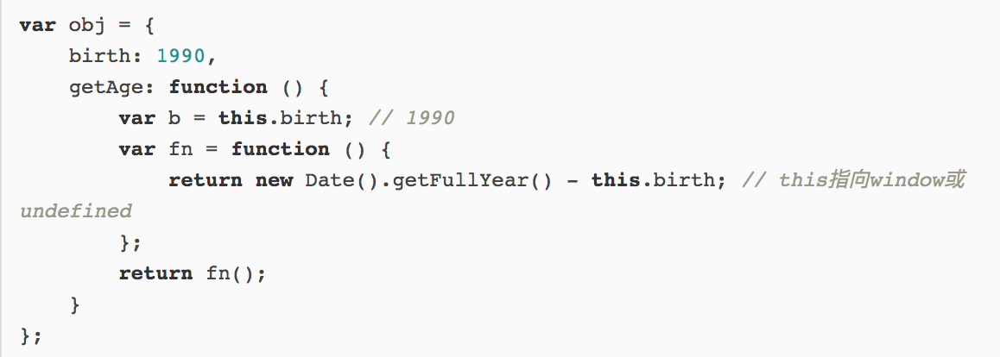 var obj = {
    birth: 1990,
    getAge: function () {
        var b = this.birth; // 1990
        var fn = function () {
            return new Date().getFullYear() - this.birth; // this指向window或
undefined
        };
        return fn();
    }
};